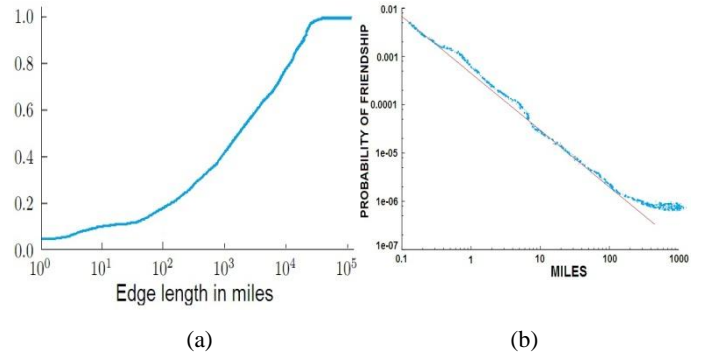 1.0
0.8
0.6
0.4
0.2
0.0
10^0 10^1 10^2 10^3 10^4 10^5
Edge length in miles
(a)
PROBABILITY OF FRIENDSHIP
0.01
0.001
0.0001
1e-05
1e-06
1e-07
0.1 1 10 100 1000
MILES
(b)